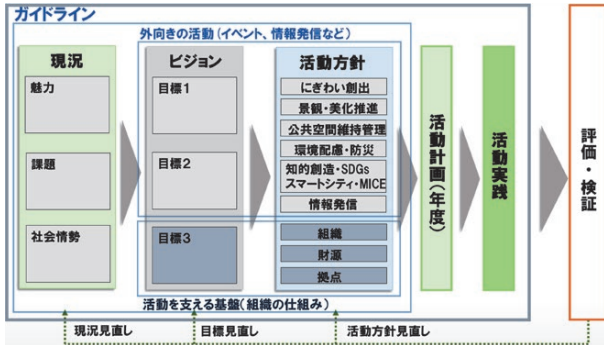 ガイドライン
外向きの活動(イベント、情報発信など)
現況
魅力
課題
社会情勢
ビジョン
目標1
目標2
目標3
活動方針
にぎわい創出
景観・美化推進
公共空間維持管理
環境配慮・防災
知的創造・SDGs
スマートシティ・MICE
情報発信
組織
財源
拠点
活動を支える基盤(組織の仕組み)
活動計画(年度)
活動実践
評価・検証
現況見直し
目標見直し
活動方針見直し